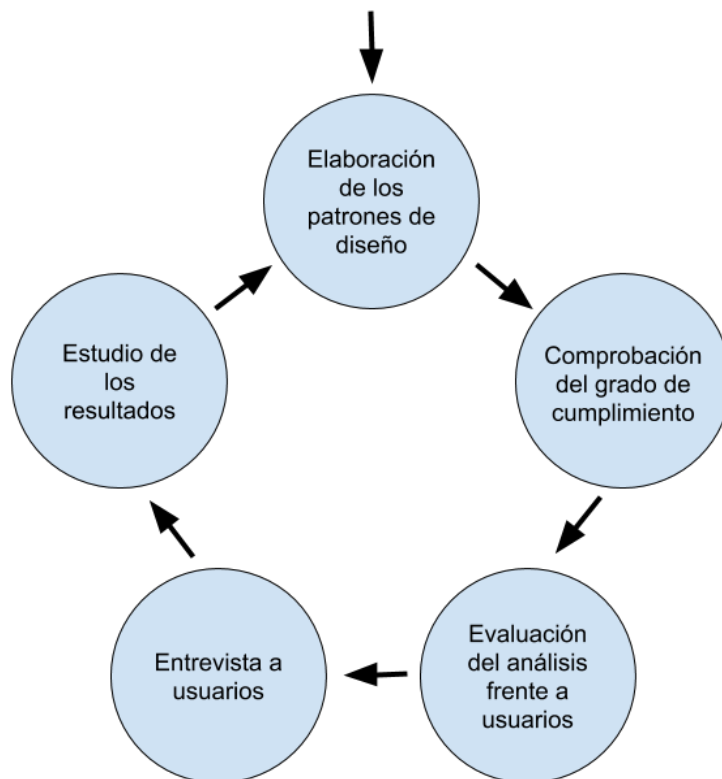 Elaboración
de los
patrones de
diseño
Comprobación
del grado de
cumplimiento
Evaluación
del análisis
frente a
usuarios
Entrevista a
usuarios
Estudio de
los
resultados